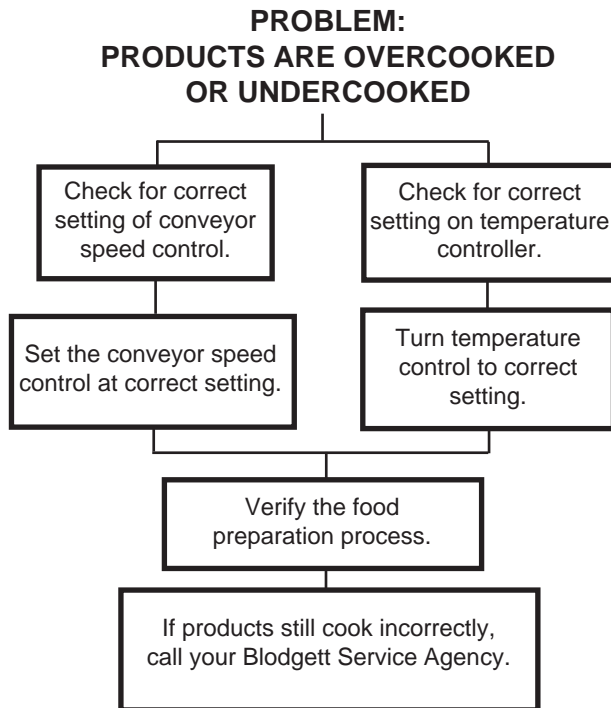 PROBLEM:
PRODUCTS ARE OVERCOOKED
OR UNDERCOOKED
Check for correct
setting of conveyor
speed control.
Check for correct
setting on temperature
controller.
Set the conveyor speed
control at correct setting.
Turn temperature
control to correct
setting.
Verify the food
preparation process.
If products still cook incorrectly,
call your Blodgett Service Agency.